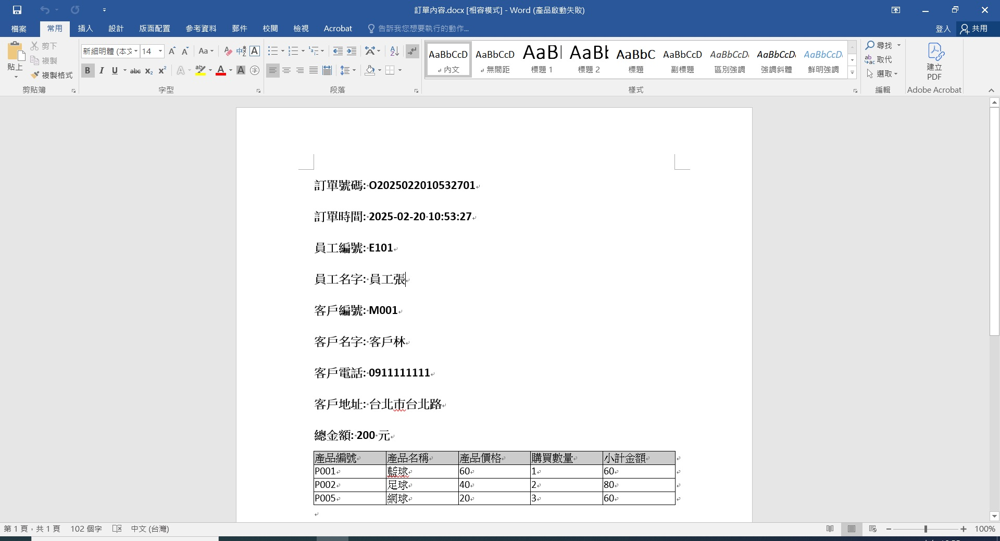 訂單內容.docx [相容模式] - Word (產品啟動失敗)
檔案 常用 插入 設計 版面配置 參考資料 郵件 校閱 檢視 Acrobat 告訴我您想要執行的動作... 登入 共用
貼上
剪下
複製
複製格式
剪貼簿
新細明體 (本文 14
字型
段落
AaBbCcD AaBbCcD AaBl AaBb AaBbC AaBbCcD AaBbCcD AaBbCcD AaBbCcD
內文 無間距 標題 1 標題 2 標題 副標題 區別強調 強調斜體 鮮明強調
樣式
尋找
取代
選取
編輯
建立
PDF
Adobe Acrobat
訂單號碼: O2025022010532701
訂單時間: 2025-02-20 10:53:27
員工編號: E101
員工名字: 員工張
客戶編號: M001
客戶名字: 客戶林
客戶電話: 0911111111
客戶地址: 台北市台北路
總金額: 200 元
產品編號 產品名稱 產品價格 購買數量 小計金額
P001 籃球 60 1 60
P002 足球 40 2 80
P005 網球 20 3 60
第 1 頁，共 1 頁 102 個字 中文 (台灣) 100%